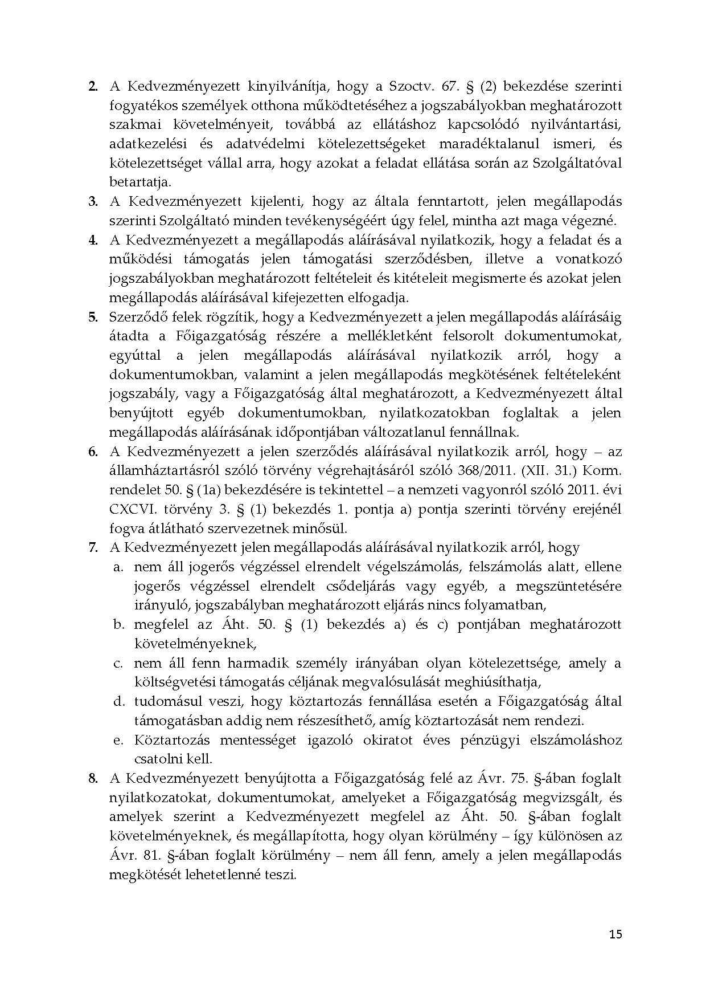 2. A Kedvezményezett kinyilvánítja, hogy a Szoctv. 67. § (2) bekezdése szerinti
fogyatékos személyek otthona működtetéséhez a jogszabályokban meghatározott
szakmai követelményeit, továbbá az ellátáshoz kapcsolódó nyilvántartási,
adatkezelési és adatvédelmi kötelezettségeket maradéktalanul ismeri, és
kötelezettséget vállal arra, hogy azokat a feladat ellátása során az Szolgáltatóval
betartatja.
3. A Kedvezményezett kijelenti, hogy az általa fenntartott, jelen megállapodás
szerinti Szolgáltató minden tevékenységéért úgy felel, mintha azt maga végezné.
4. A Kedvezményezett a megállapodás aláírásával nyilatkozik, hogy a feladat és a
működési támogatás jelen támogatási szerződésben, illetve a vonatkozó
jogszabályokban meghatározott feltételeit és kitételeit megismerte és azokat jelen
megállapodás aláírásával kifejezetten elfogadja.
5. Szerződő felek rögzítik, hogy a Kedvezményezett a jelen megállapodás aláírásáig
átadta a Főigazgatóság részére a mellékletként felsorolt dokumentumokat,
egyúttal a jelen megállapodás aláírásával nyilatkozik arról, hogy a
dokumentumokban, valamint a jelen megállapodás megkötésének feltételeként
jogszabály, vagy a Főigazgatóság által meghatározott, a Kedvezményezett által
benyújtott egyéb dokumentumokban, nyilatkozatokban foglaltak a jelen
megállapodás aláírásának időpontjában változatlanul fennállnak.
6. A Kedvezményezett a jelen szerződés aláírásával nyilatkozik arról, hogy – az
államháztartásról szóló törvény végrehajtásáról szóló 368/2011. (XII. 31.) Korm.
rendelet 50. § (1a) bekezdésére is tekintettel – a nemzeti vagyonról szóló 2011. évi
CXCVI. törvény 3. § (1) bekezdés 1. pontja a) pontja szerinti törvény erejénél
fogva átlátható szervezetnek minősül.
7. A Kedvezményezett jelen megállapodás aláírásával nyilatkozik arról, hogy
a. nem áll jogerős végzéssel elrendelt végelszámolás, felszámolás alatt, ellene
jogerős végzéssel elrendelt csődeljárás vagy egyéb, a megszüntetésére
irányuló, jogszabályban meghatározott eljárás nincs folyamatban,
b. megfelel az Áht. 50. § (1) bekezdés a) és c) pontjában meghatározott
követelményeknek,
c. nem áll fenn harmadik személy irányában olyan kötelezettsége, amely a
költségvetési támogatás céljának megvalósulását meghiúsíthatja,
d. tudomásul veszi, hogy köztartozás fennállása esetén a Főigazgatóság által
támogatásban addig nem részesíthető, amíg köztartozását nem rendezi.
e. Köztartozás mentességet igazoló okiratot éves pénzügyi elszámoláshoz
csatolni kell.
8. A Kedvezményezett benyújtotta a Főigazgatóság felé az Ávr. 75. §-ában foglalt
nyilatkozatokat, dokumentumokat, amelyeket a Főigazgatóság megvizsgált, és
amelyek szerint a Kedvezményezett megfelel az Áht. 50. §-ában foglalt
követelményeknek, és megállapította, hogy olyan körülmény – így különösen az
Ávr. 81. §-ában foglalt körülmény – nem áll fenn, amely a jelen megállapodás
megkötését lehetetlenné teszi.
15